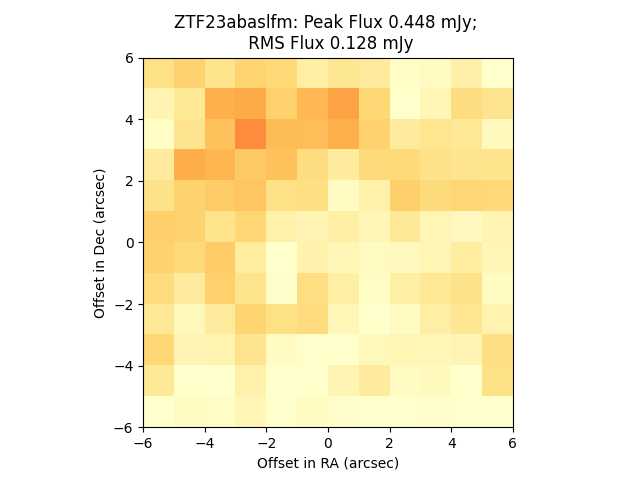 ZTF23abaslfm: Peak Flux 0.448 mJy;
RMS Flux 0.128 mJy
6
4
2
0
−2
−4
−6
Offset in Dec (arcsec)
−6 −4 −2 0 2 4 6
Offset in RA (arcsec)